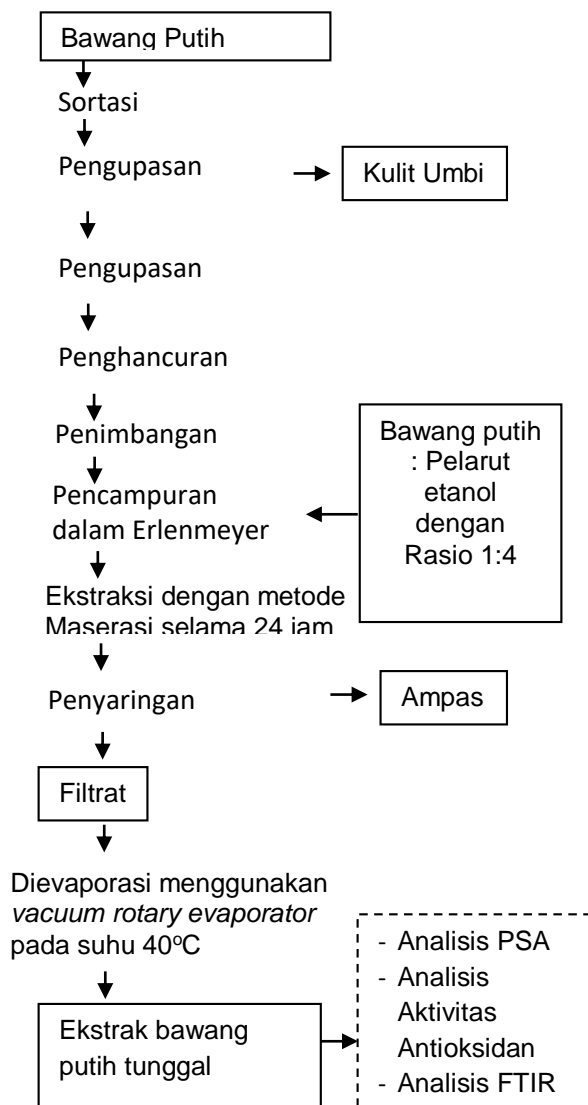 Bawang Putih
Sortasi
Pengupasan
Kulit Umbi
Pengupasan
Penghancuran
Penimbangan
Pencampuran
dalam Erlenmeyer
Bawang putih
: Pelarut
etanol
dengan
Rasio 1:4
Ekstraksi dengan metode
Maserasi selama 24 jam
Penyaringan
Ampas
Filtrat
Dievaporasi menggunakan
vacuum rotary evaporator
pada suhu 40°C
Ekstrak bawang
putih tunggal
- Analisis PSA
- Analisis
Aktivitas
Antioksidan
- Analisis FTIR